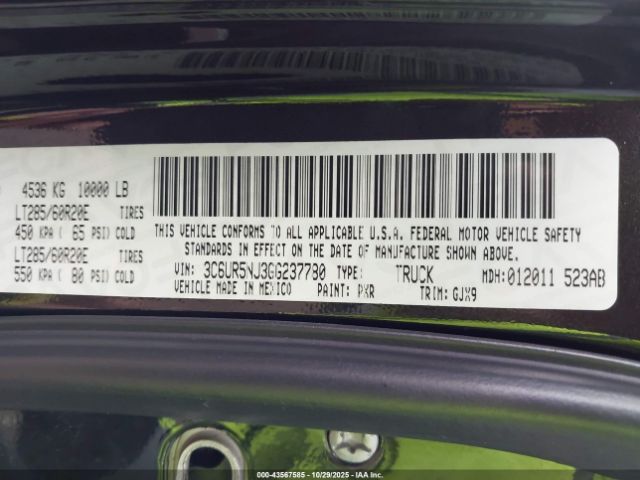 4536 KG 10000 LB
LT285/60R20E TIRES
450 KPA ( 65 PSI) COLD
LT285/60R20E TIRES
550 KPA ( 80 PSI) COLD
THIS VEHICLE CONFORMS TO ALL APPLICABLE U.S.A. FEDERAL MOTOR VEHICLE SAFETY
STANDARDS IN EFFECT ON THE DATE OF MANUFACTURE SHOWN ABOVE.
VIN: 3C6UR5NJ3GG237780 TYPE: TRUCK MDH: 012011 523AB
VEHICLE MADE IN MEXICO PAINT: PXR TRIM: GJX9
000-43567585 - 10/29/2025 - IAA Inc.